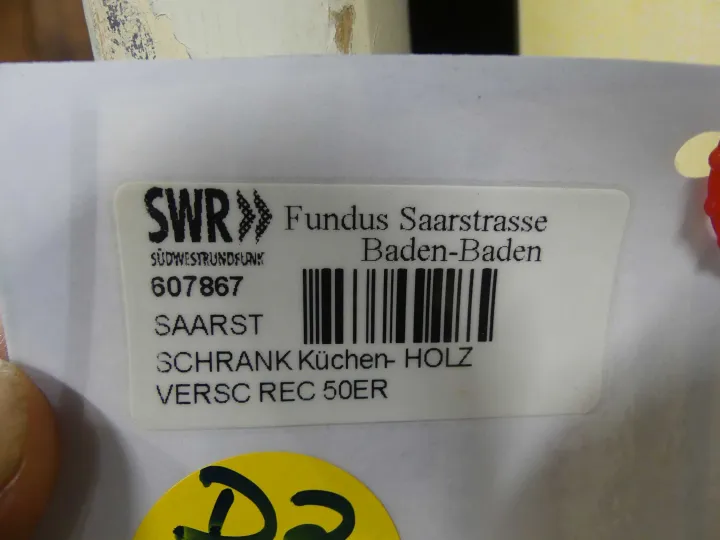 SWR» Fundus Saarstrasse
SÜDWESTRUNDFUNK Baden-Baden
607867
SAARST
SCHRANK Küchen- HOLZ
VERSC REC 50ER